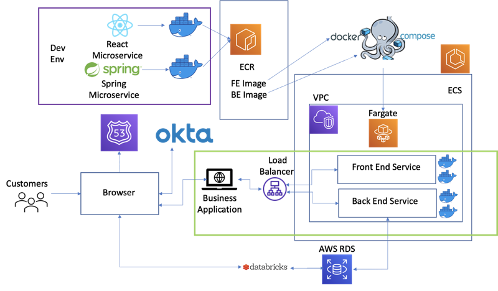 Dev
Env
React
Microservice
spring
Spring
Microservice
ECR
FE Image
BE Image
docker
compose
ECS
VPC
Fargate
53
okta
Customers
Browser
Business
Application
Load
Balancer
Front End Service
Back End Service
AWS RDS
databricks